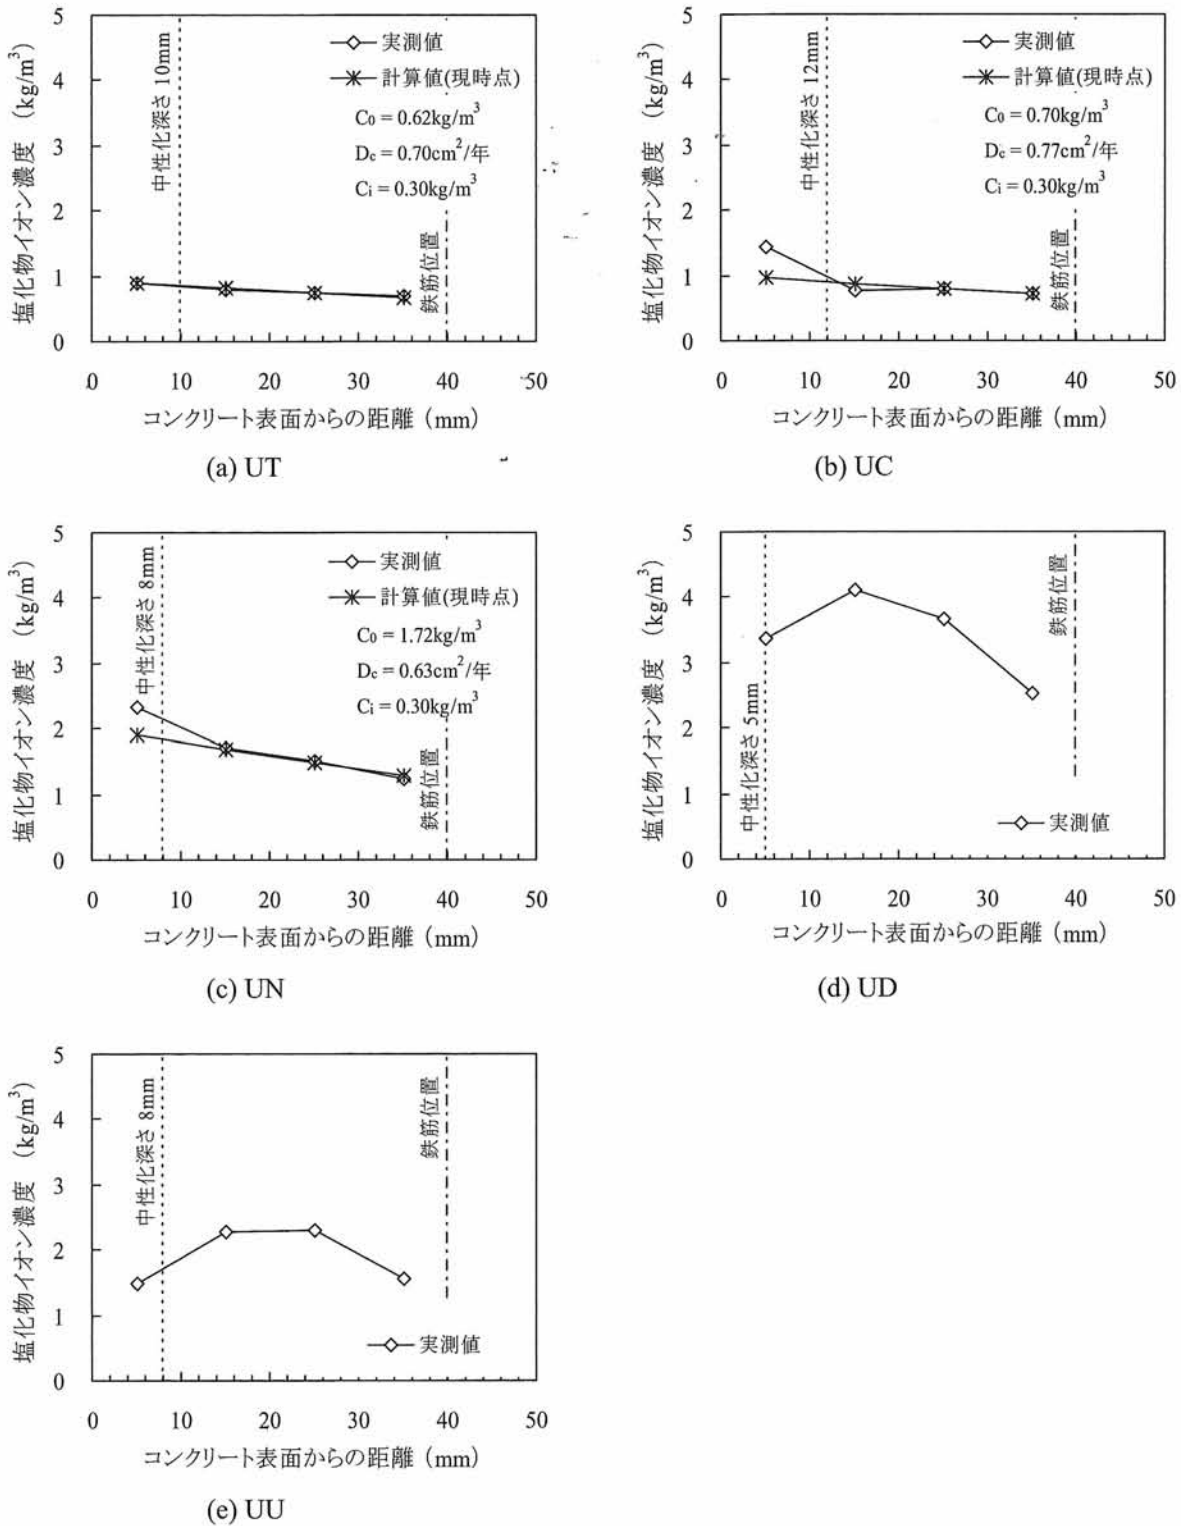 5
4
3
2
1
0
塩化物イオン濃度 (kg/m³)
中性化深さ 10mm
実測値
計算値(現時点)
C₀ = 0.62kg/m³
Dc = 0.70cm²/年
Ci = 0.30kg/m³
鉄筋位置
0 10 20 30 40 50
コンクリート表面からの距離 (mm)
(a) UT
5
4
3
2
1
0
塩化物イオン濃度 (kg/m³)
中性化深さ 12mm
実測値
計算値(現時点)
C₀ = 0.70kg/m³
Dc = 0.77cm²/年
Ci = 0.30kg/m³
鉄筋位置
0 10 20 30 40 50
コンクリート表面からの距離 (mm)
(b) UC
5
4
3
2
1
0
塩化物イオン濃度 (kg/m³)
中性化深さ 8mm
実測値
計算値(現時点)
C₀ = 1.72kg/m³
Dc = 0.63cm²/年
Ci = 0.30kg/m³
鉄筋位置
0 10 20 30 40 50
コンクリート表面からの距離 (mm)
(c) UN
5
4
3
2
1
0
塩化物イオン濃度 (kg/m³)
中性化深さ 5mm
鉄筋位置
実測値
0 10 20 30 40 50
コンクリート表面からの距離 (mm)
(d) UD
5
4
3
2
1
0
塩化物イオン濃度 (kg/m³)
中性化深さ 8mm
鉄筋位置
実測値
0 10 20 30 40 50
コンクリート表面からの距離 (mm)
(e) UU